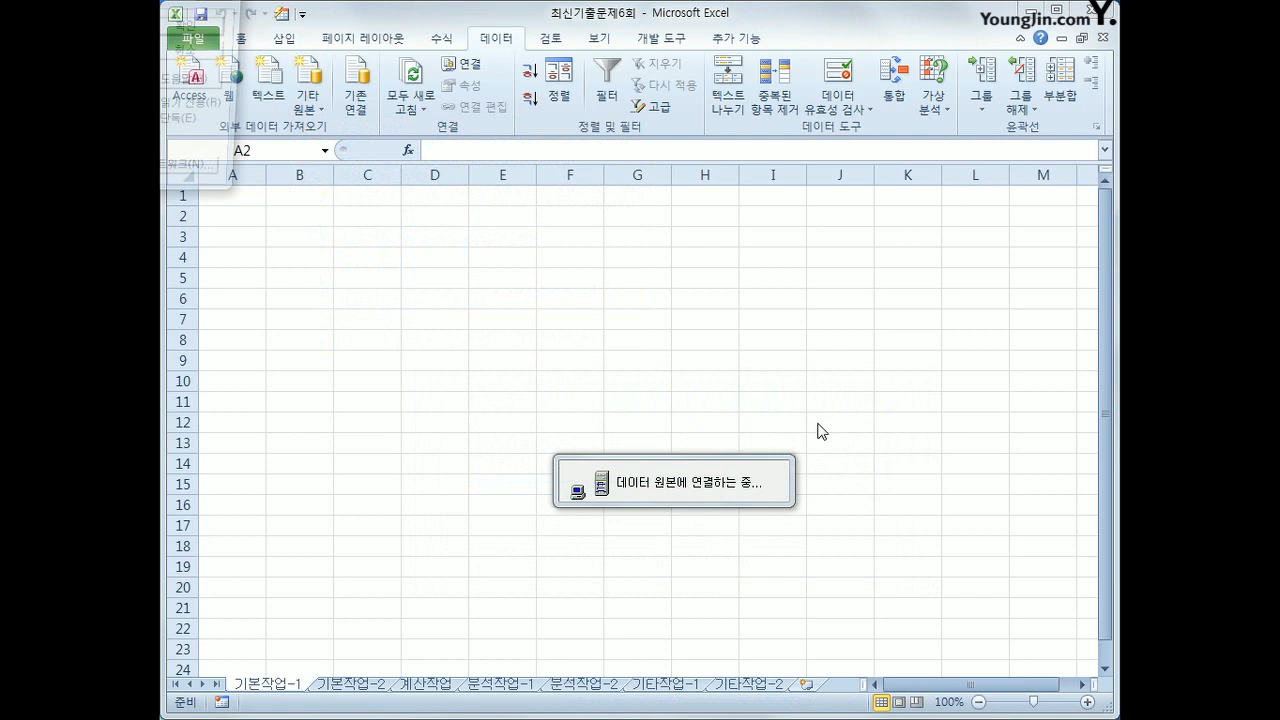 최신기출문제6회 - Microsoft Excel
YoungJin.com Y.
파일 홈 삽입 페이지 레이아웃 수식 데이터 검토 보기 개발 도구 추가 기능
확인
취소
읽기 전용(R)
단독(E)
Access 웹 텍스트 기타 원본 기존 연결
외부 데이터 가져오기
모두 새로 고침 연결 속성 연결 편집
연결
정렬 필터 지우기 다시 적용 고급
정렬 및 필터
텍스트 나누기 중복된 항목 제거 데이터 유효성 검사 통합 가상 분석
데이터 도구
그룹 그룹 해제 부분합
윤곽선
A2 fx
A B C D E F G H I J K L M
1
2
3
4
5
6
7
8
9
10
11
12
13
14
15
16
17
18
19
20
21
22
23
24
데이터 원본에 연결하는 중...
기본작업-1 기본작업-2 계산작업 분석작업-1 분석작업-2 기타작업-1 기타작업-2
준비 100%